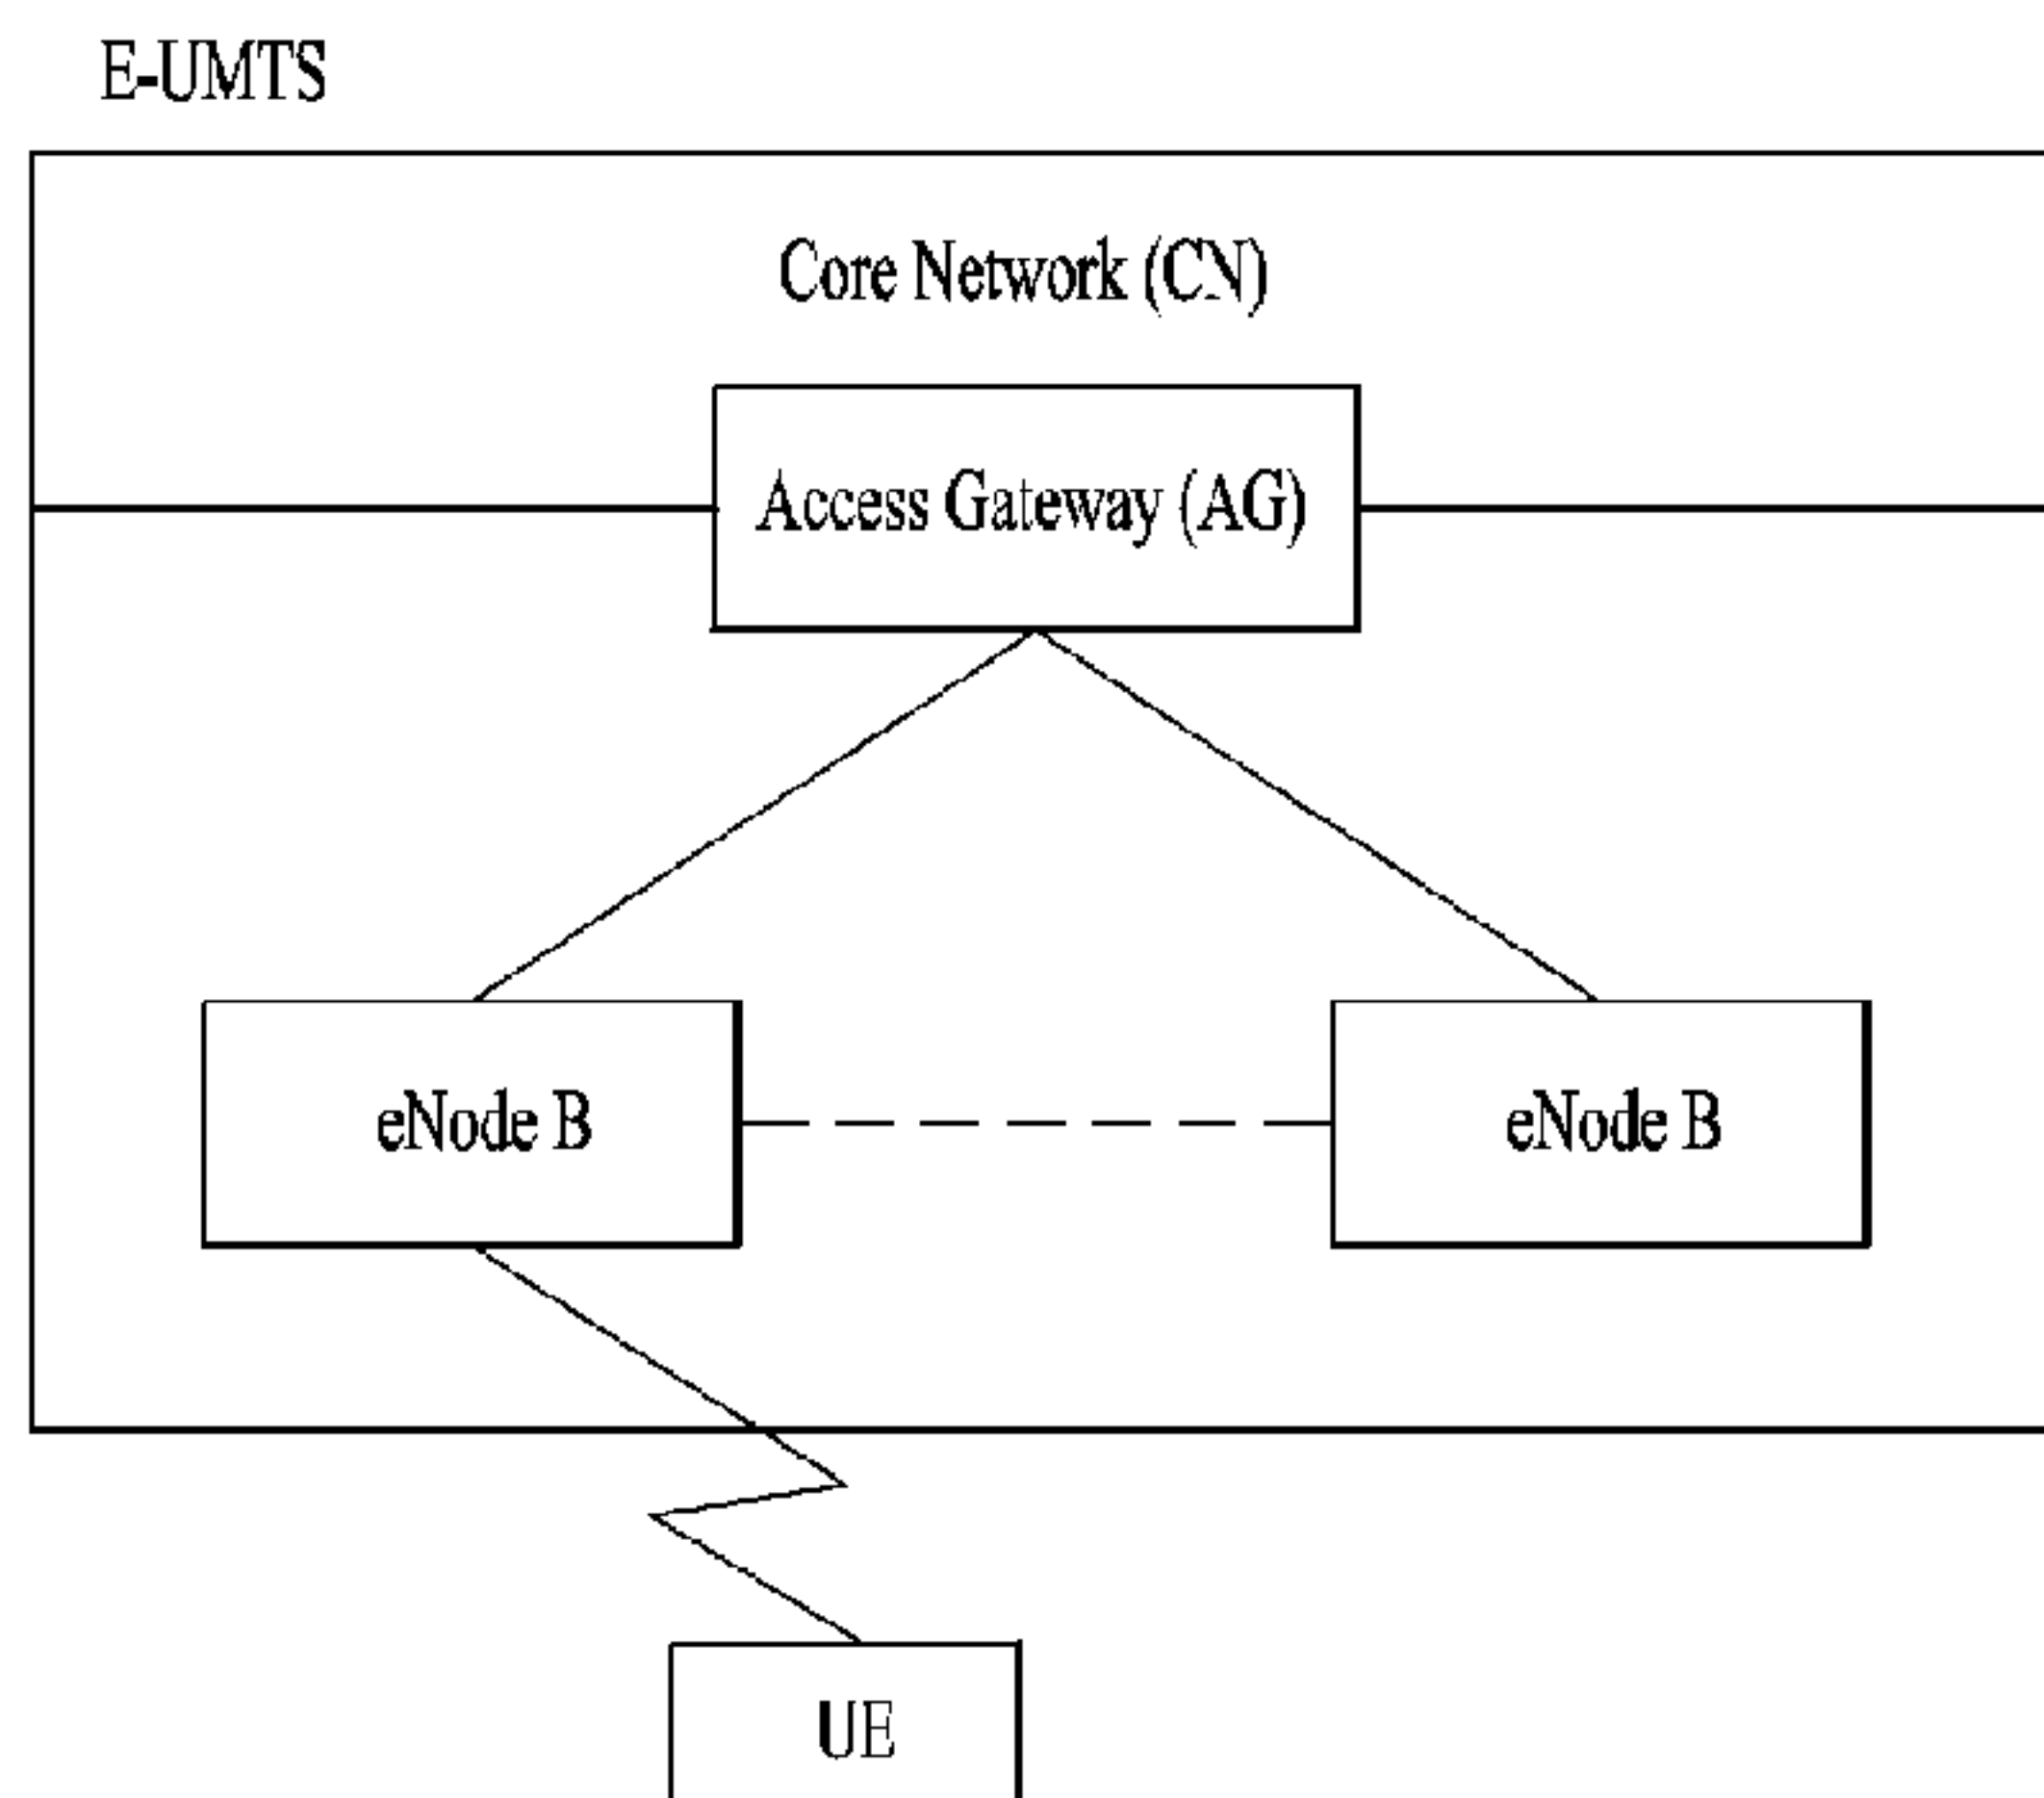 E-UMTS
Core Network (CN)
Access Gateway (AG)
eNode B
eNode B
UE